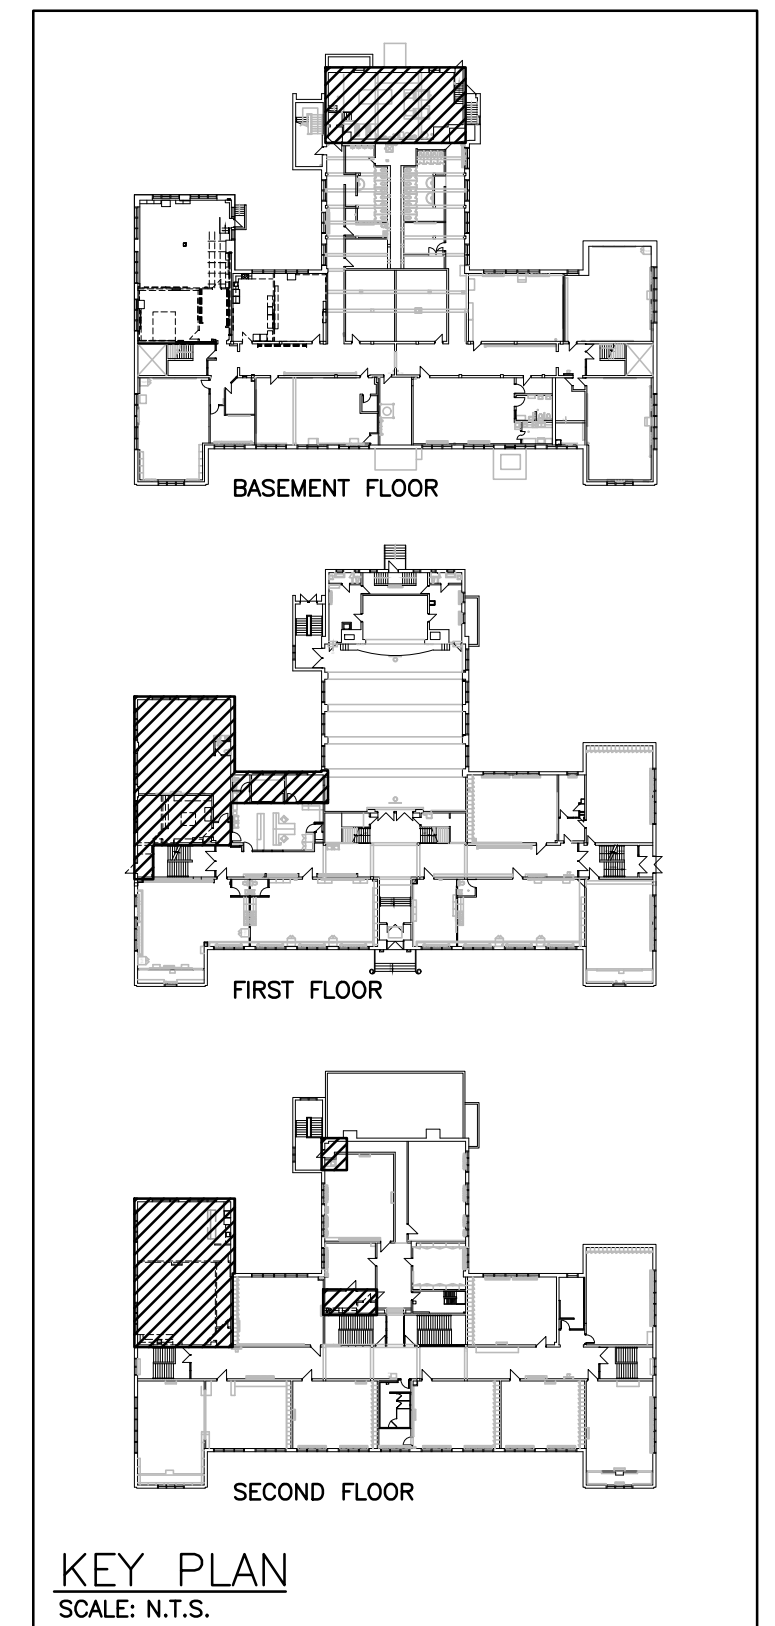 BASEMENT FLOOR
FIRST FLOOR
SECOND FLOOR
KEY PLAN
SCALE: N.T.S.